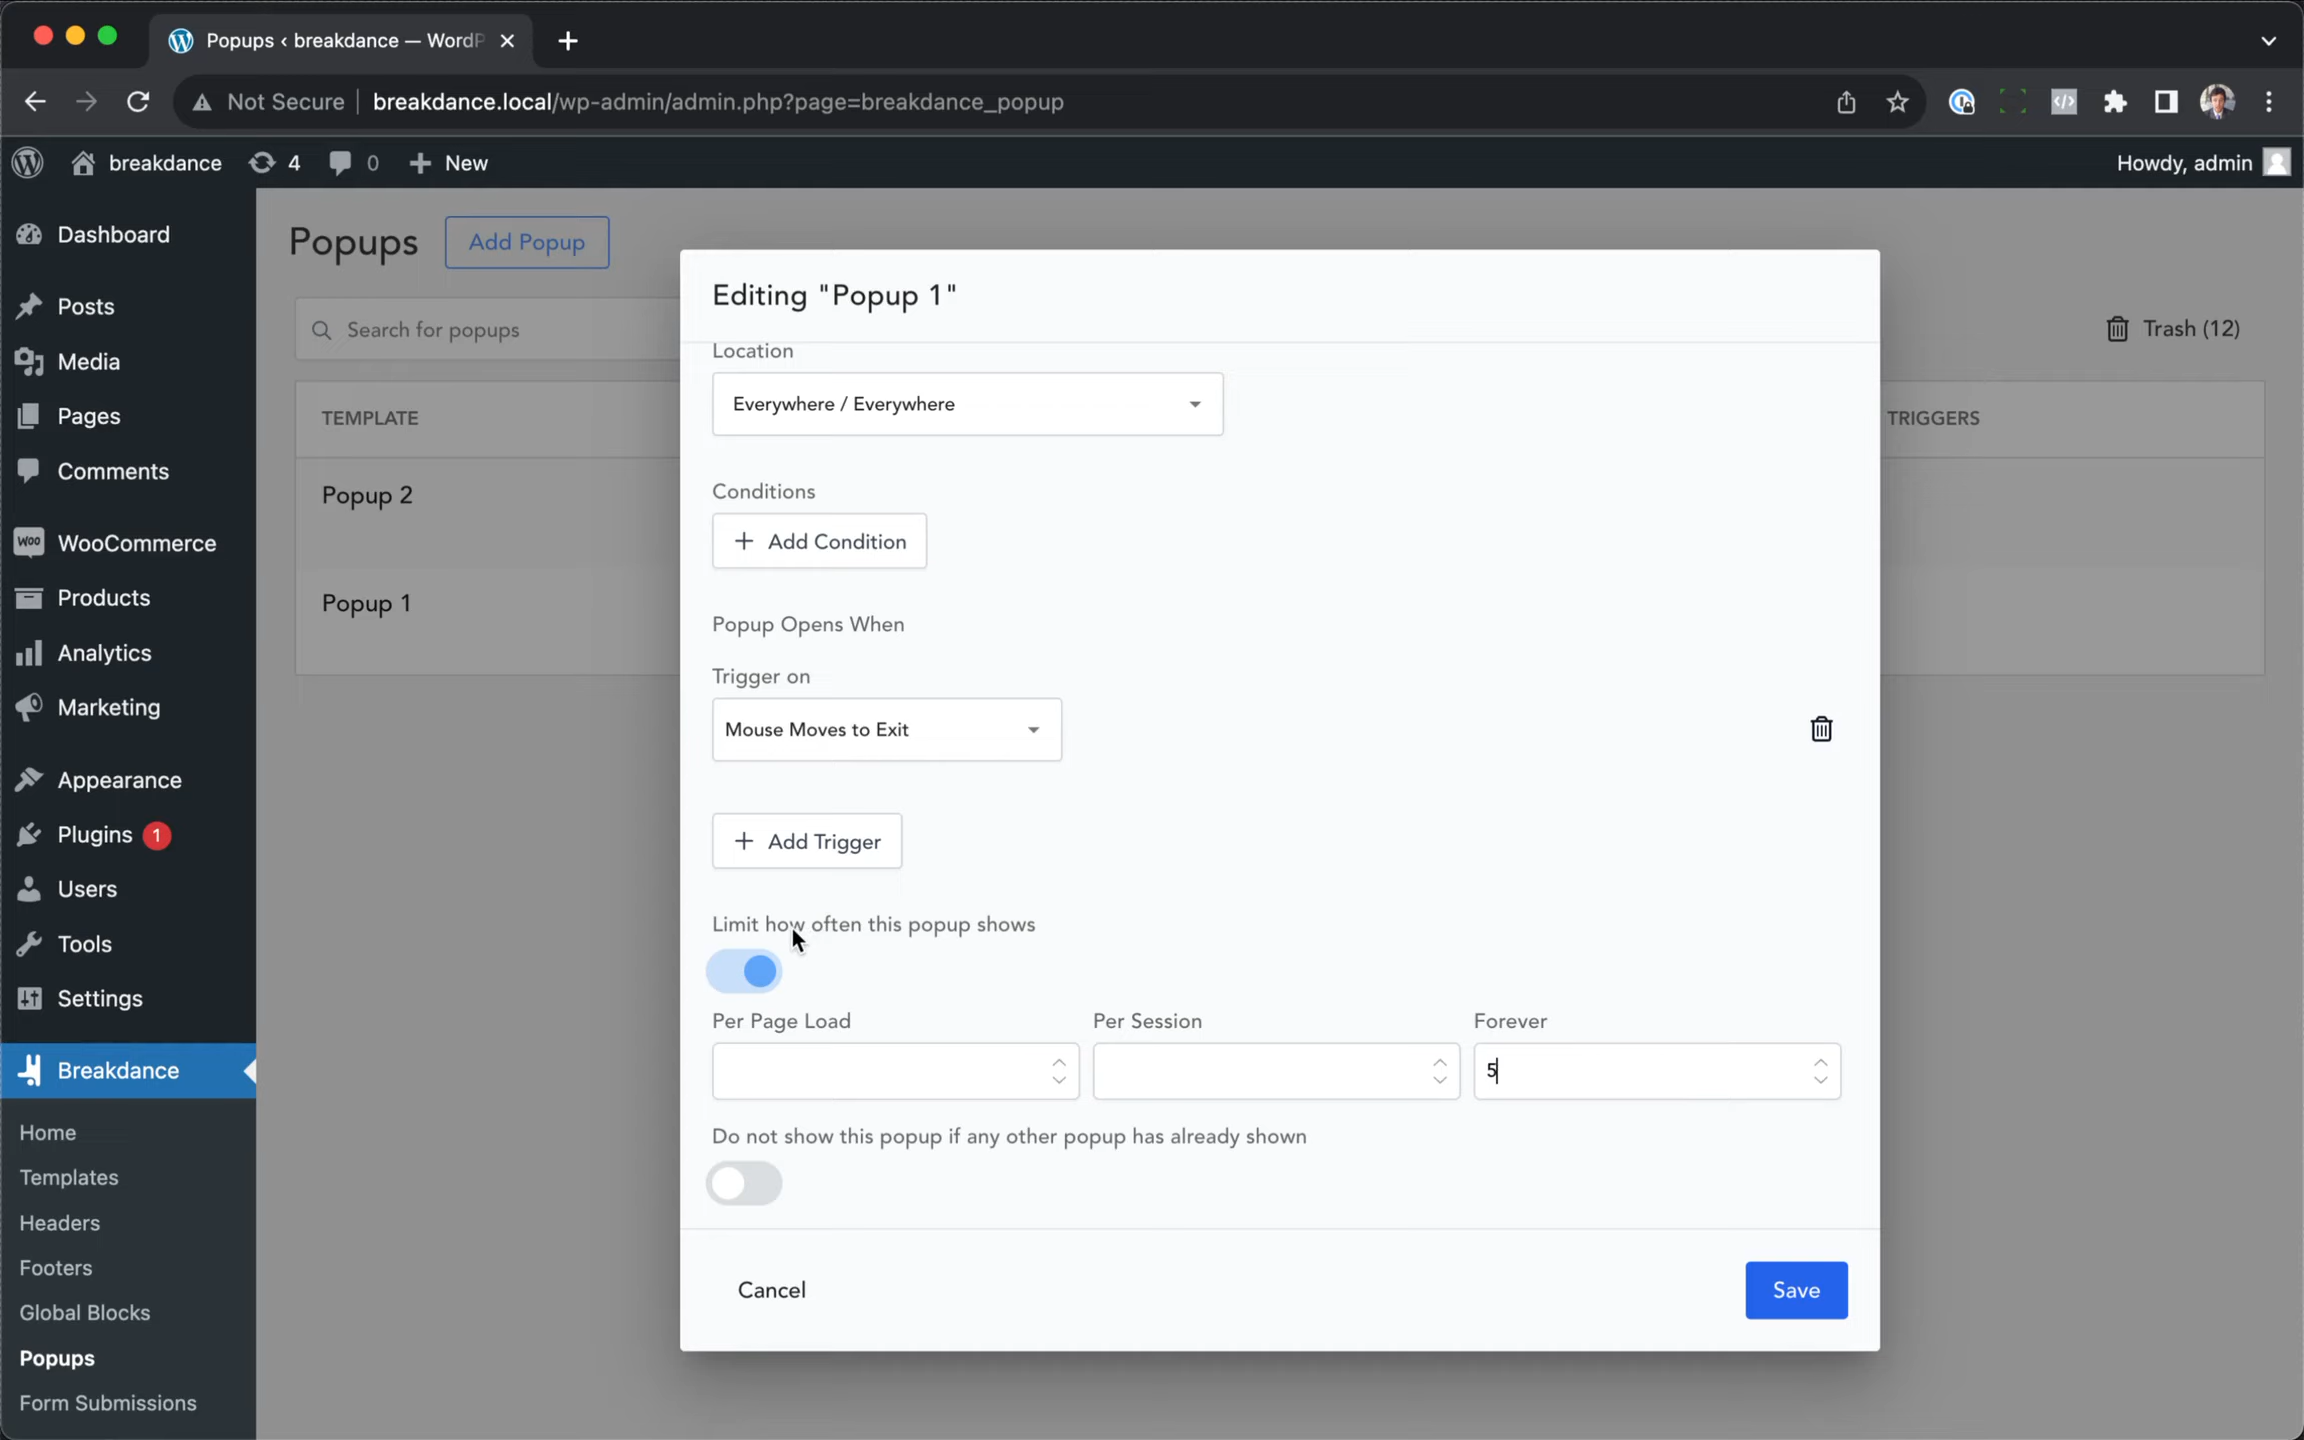 Popups ‹ breakdance — WordP
Not Secure breakdance.local/wp-admin/admin.php?page=breakdance_popup
breakdance 4 0 New
Howdy, admin
Dashboard
Posts
Media
Pages
Comments
WooCommerce
Products
Analytics
Marketing
Appearance
Plugins 1
Users
Tools
Settings
Breakdance
Home
Templates
Headers
Footers
Global Blocks
Popups
Form Submissions
Popups Add Popup
Search for popups
Trash (12)
TEMPLATE
TRIGGERS
Popup 2
Popup 1
Editing "Popup 1"
Location
Everywhere / Everywhere
Conditions
Add Condition
Popup Opens When
Trigger on
Mouse Moves to Exit
Add Trigger
Limit how often this popup shows
Per Page Load Per Session Forever
5
Do not show this popup if any other popup has already shown
Cancel Save